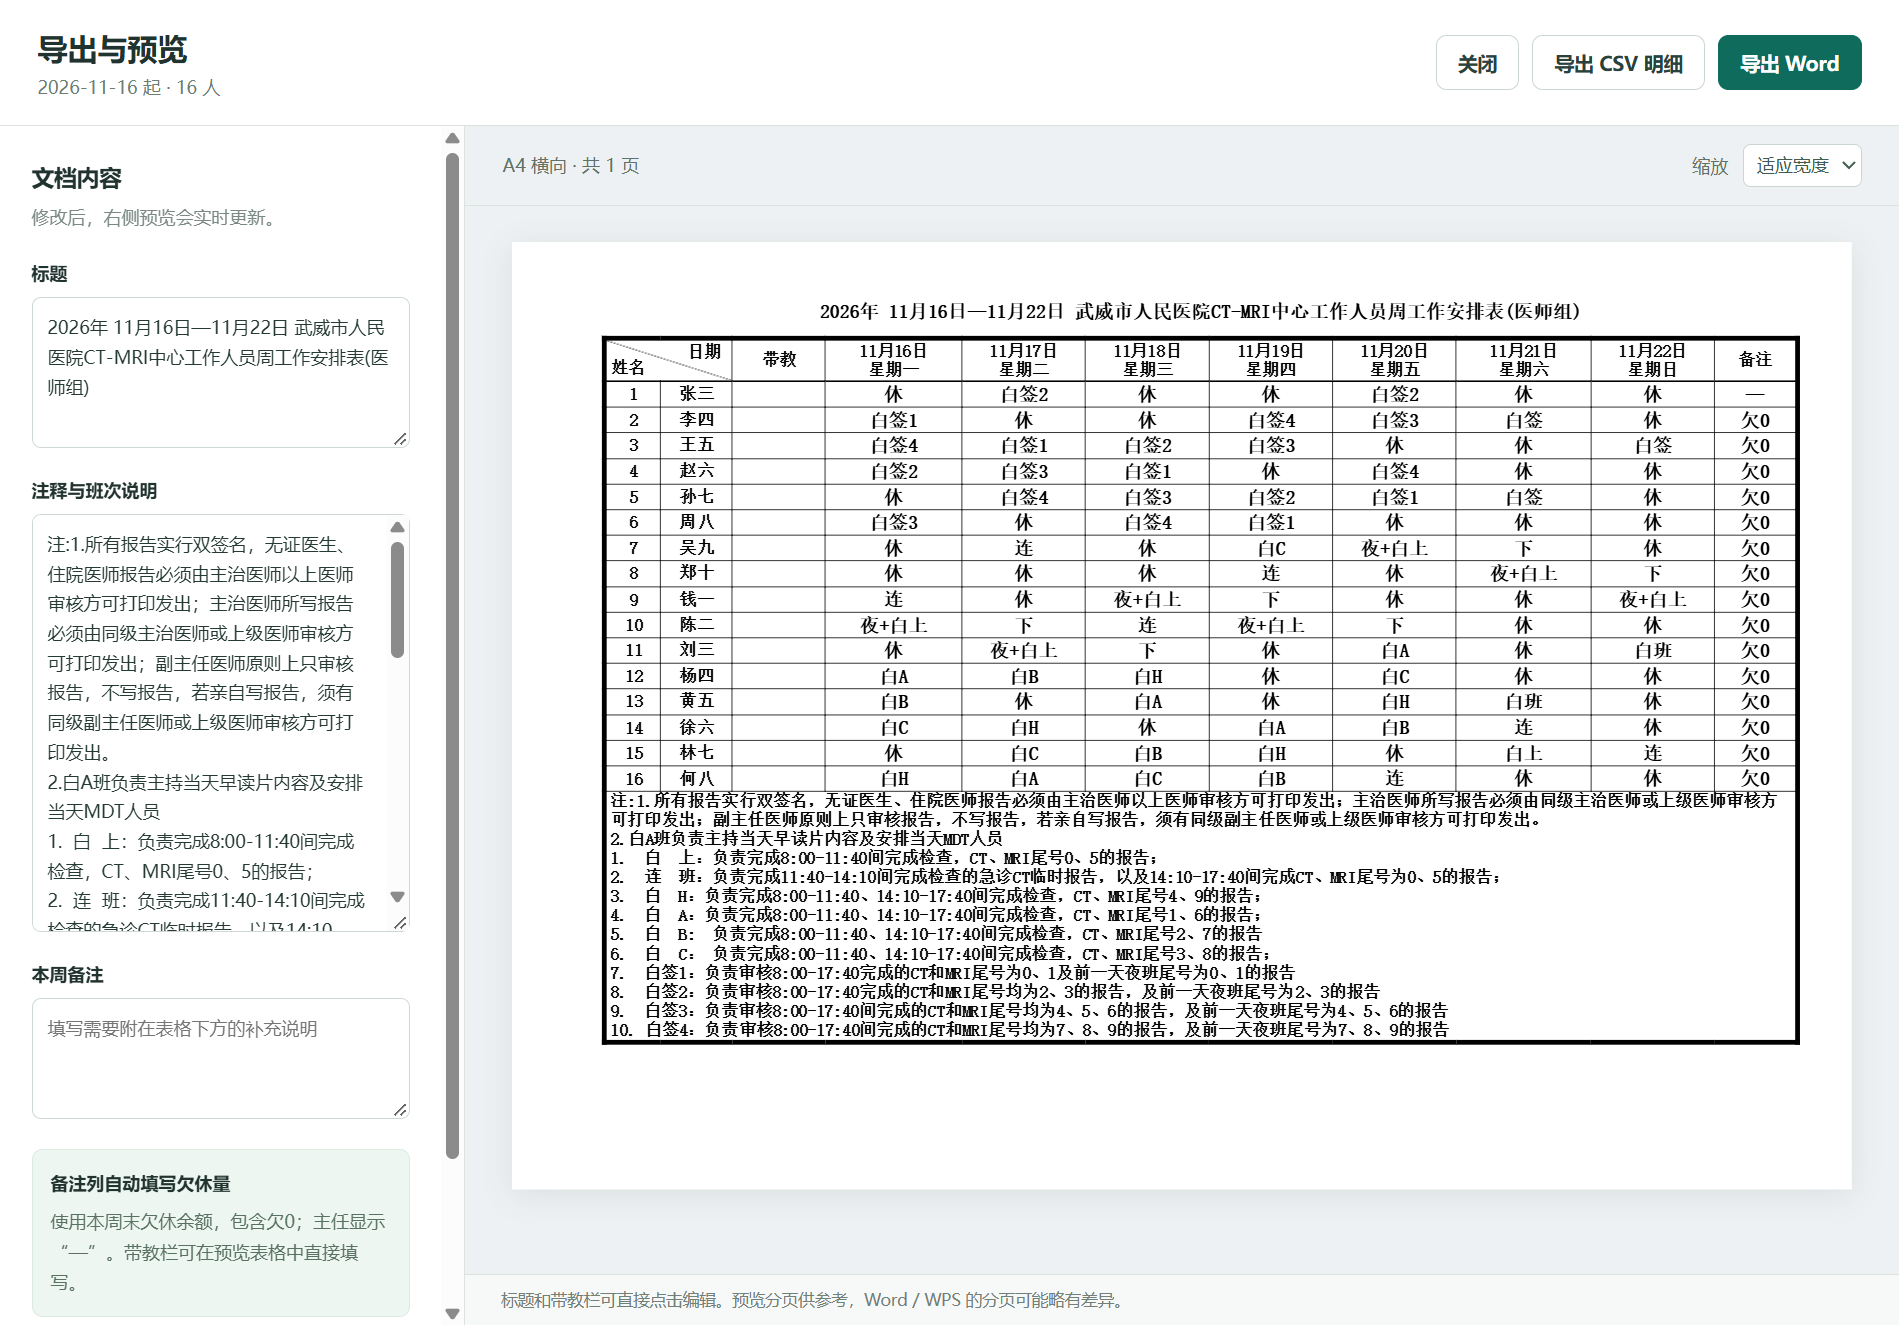 导出与预览
2026-11-16 起 · 16 人
关闭
导出 CSV 明细
导出 Word
文档内容
修改后，右侧预览会实时更新。
标题
2026年 11月16日—11月22日 武威市人民
医院CT-MRI中心工作人员周工作安排表(医
师组)
注释与班次说明
注:1.所有报告实行双签名，无证医生、
住院医师报告必须由主治医师以上医师
审核方可打印发出；主治医师所写报告
必须由同级主治医师或上级医师审核方
可打印发出；副主任医师原则上只审核
报告，不写报告，若亲自写报告，须有
同级副主任医师或上级医师审核方可打
印发出。
2.白A班负责主持当天早读片内容及安排
当天MDT人员
1. 白 上：负责完成8:00-11:40间完成
检查，CT、MRI尾号0、5的报告；
2. 连 班：负责完成11:40-14:10间完成
检查的急诊CT临时报告，以及14:10
本周备注
填写需要附在表格下方的补充说明
备注列自动填写欠休量
使用本周末欠休余额，包含欠0；主任显示
“—”。带教栏可在预览表格中直接填
写。
A4 横向 · 共 1 页
缩放
适应宽度
2026年 11月16日—11月22日 武威市人民医院CT-MRI中心工作人员周工作安排表(医师组)
日期 姓名 带教 11月16日 星期一 11月17日 星期二 11月18日 星期三 11月19日 星期四 11月20日 星期五 11月21日 星期六 11月22日 星期日 备注
1 张三 休 白签2 休 休 白签2 休 休 —
2 李四 白签1 休 休 白签4 白签3 白签 休 欠0
3 王五 白签4 白签1 白签2 白签3 休 休 白签 欠0
4 赵六 白签2 白签3 白签1 休 白签4 休 休 欠0
5 孙七 休 白签4 白签3 白签2 白签1 白签 休 欠0
6 周八 白签3 休 白签4 白签1 休 休 休 欠0
7 吴九 休 连 休 白C 夜+白上 下 休 欠0
8 郑十 休 休 休 连 休 夜+白上 下 欠0
9 钱一 连 休 夜+白上 下 休 休 夜+白上 欠0
10 陈二 夜+白上 下 连 夜+白上 下 休 休 欠0
11 刘三 休 夜+白上 下 休 白A 休 白班 欠0
12 杨四 白A 白B 白H 休 白C 休 休 欠0
13 黄五 白B 休 白A 休 白H 白班 休 欠0
14 徐六 白C 白H 休 白A 白B 连 休 欠0
15 林七 休 白C 白B 白H 休 白上 连 欠0
16 何八 白H 白A 白C 白B 连 休 休 欠0
注:1.所有报告实行双签名，无证医生、住院医师报告必须由主治医师以上医师审核方可打印发出；主治医师所写报告必须由同级主治医师或上级医师审核方
可打印发出；副主任医师原则上只审核报告，不写报告，若亲自写报告，须有同级副主任医师或上级医师审核方可打印发出。
2.白A班负责主持当天早读片内容及安排当天MDT人员
1. 白 上：负责完成8:00-11:40间完成检查，CT、MRI尾号0、5的报告；
2. 连 班：负责完成11:40-14:10间完成检查的急诊CT临时报告，以及14:10-17:40间完成CT、MRI尾号为0、5的报告；
3. 白 H：负责完成8:00-11:40、14:10-17:40间完成检查，CT、MRI尾号4、9的报告；
4. 白 A：负责完成8:00-11:40、14:10-17:40间完成检查，CT、MRI尾号1、6的报告；
5. 白 B： 负责完成8:00-11:40、14:10-17:40间完成检查，CT、MRI尾号2、7的报告
6. 白 C： 负责完成8:00-11:40、14:10-17:40间完成检查，CT、MRI尾号3、8的报告；
7. 白签1：负责审核8:00-17:40完成的CT和MRI尾号为0、1及前一天夜班尾号为0、1的报告
8. 白签2：负责审核8:00-17:40完成的CT和MRI尾号均为2、3的报告，及前一天夜班尾号为2、3的报告
9. 白签3：负责审核8:00-17:40间完成的CT和MRI尾号均为4、5、6的报告，及前一天夜班尾号为4、5、6的报告
10. 白签4：负责审核8:00-17:40间完成的CT和MRI尾号均为7、8、9的报告，及前一天夜班尾号为7、8、9的报告
标题和带教栏可直接点击编辑。预览分页供参考，Word / WPS 的分页可能略有差异。